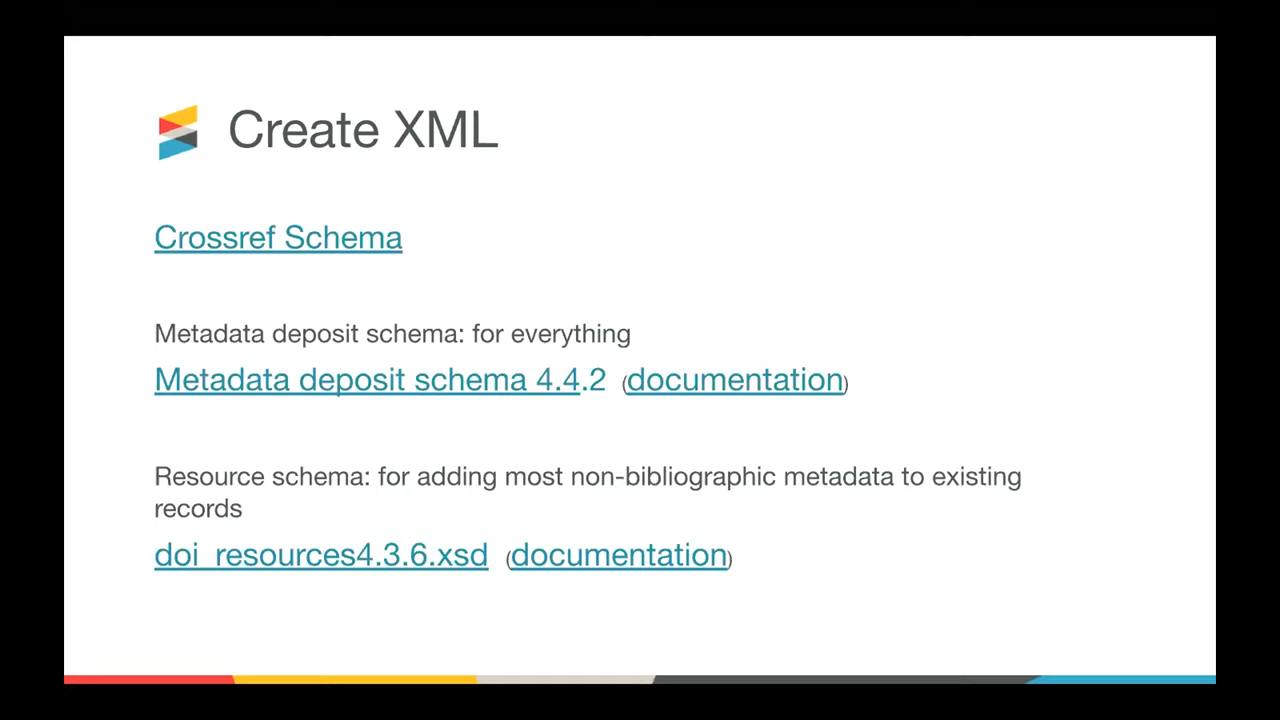 Create XML
Crossref Schema
Metadata deposit schema: for everything
Metadata deposit schema 4.4.2 (documentation)
Resource schema: for adding most non-bibliographic metadata to existing
records
doi_resources4.3.6.xsd (documentation)